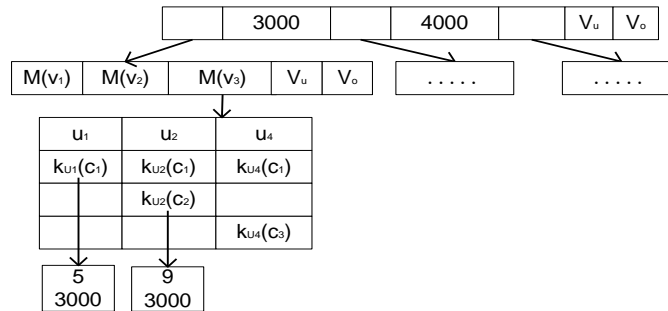 3000 4000 Vu Vo
M(v1) M(v2) M(v3) Vu Vo ..... .....
u1 u2 u4
kU1(c1) kU2(c1) kU4(c1)
kU2(c2)
kU4(c3)
5 9
3000 3000